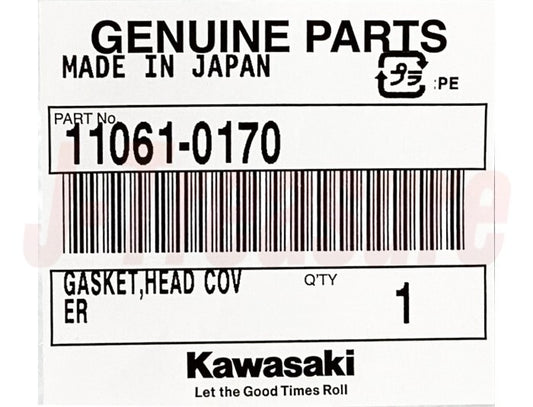 GENUINE PARTS
MADE IN JAPAN
プラ :PE
PART No.
11061-0170
J-Treasure
GASKET,HEAD COV
ER
Q'TY
1
Kawasaki
Let the Good Times Roll